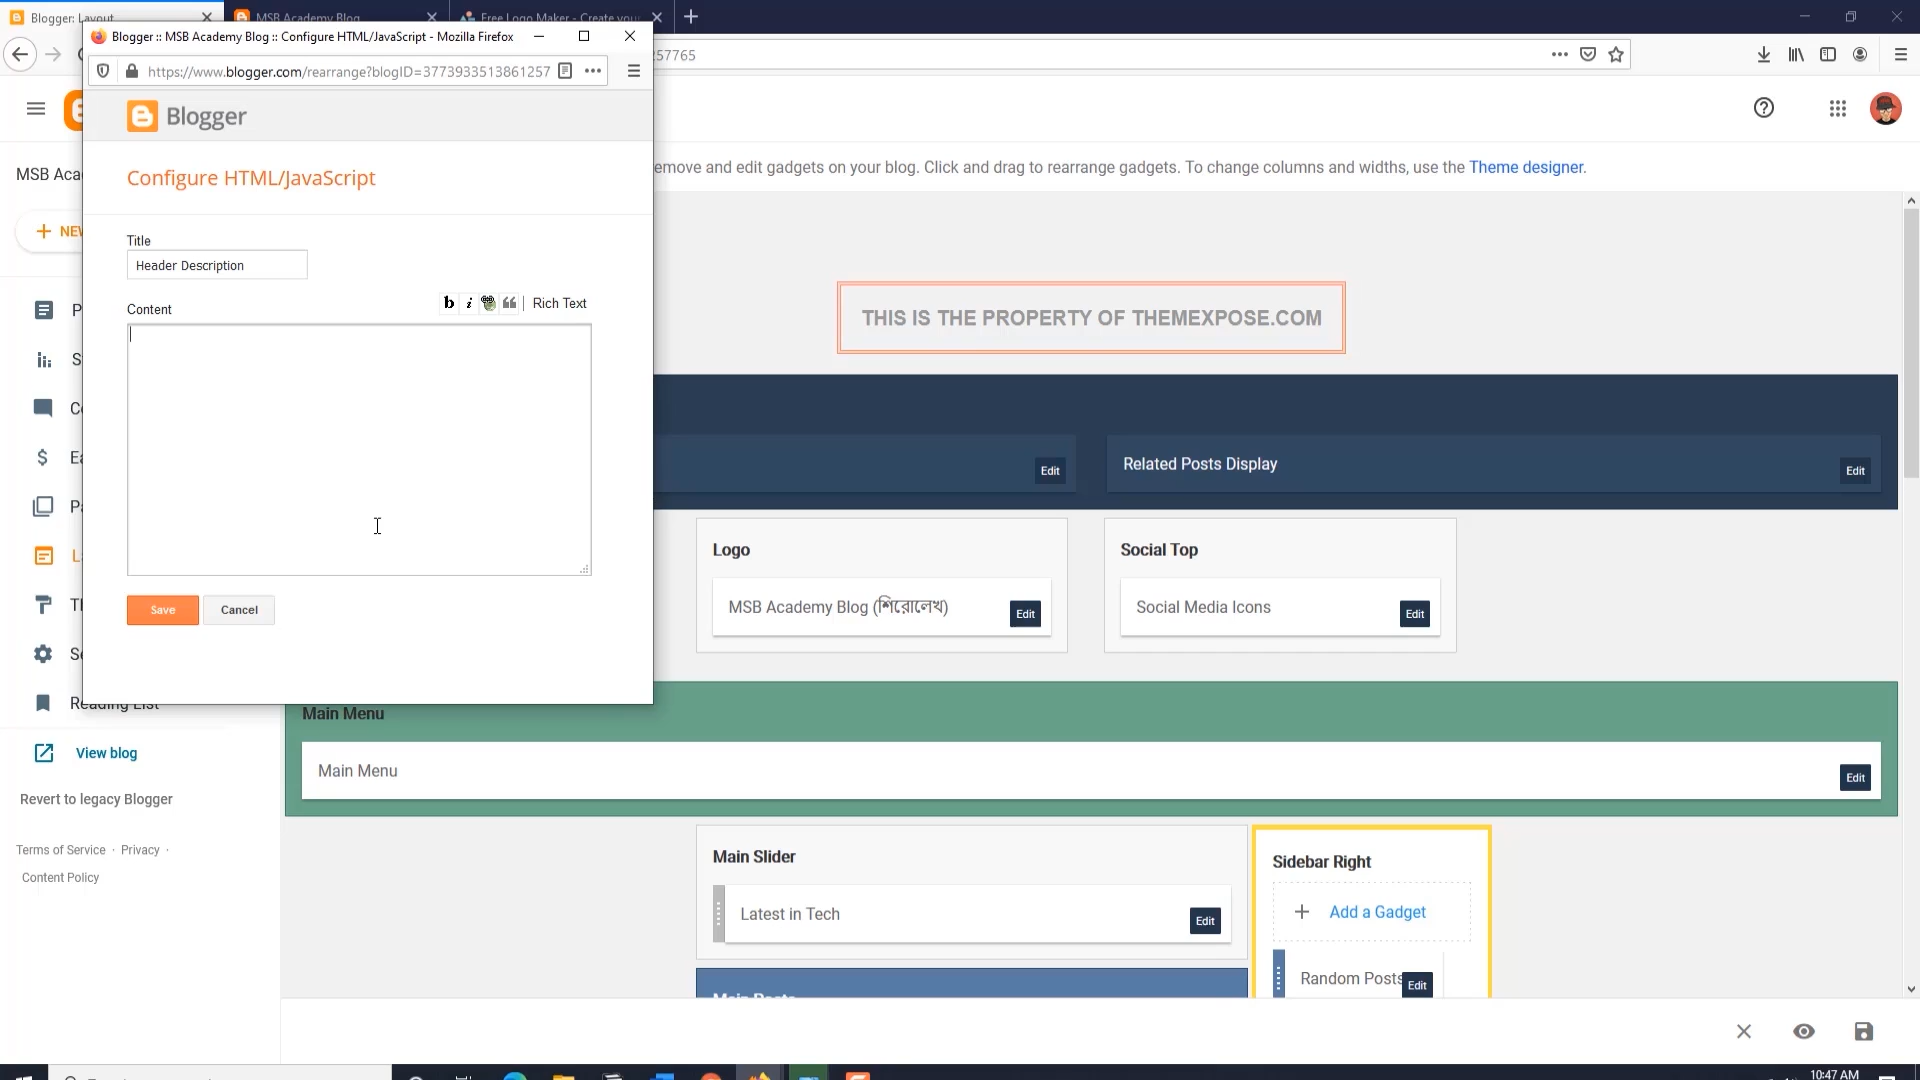 Blogger: Layout
MSB Academy Blog
Free Logo Maker - Create your
Blogger :: MSB Academy Blog :: Configure HTML/JavaScript - Mozilla Firefox
https://www.blogger.com/rearrange?blogID=3773933513861257
57765
Blogger
MSB Aca
emove and edit gadgets on your blog. Click and drag to rearrange gadgets. To change columns and widths, use the Theme designer.
Configure HTML/JavaScript
NEW
Title
Header Description
Content
b i Rich Text
THIS IS THE PROPERTY OF THEMEXPOSE.COM
Edit
Related Posts Display
Edit
Logo
MSB Academy Blog (শিরোলেখ)
Edit
Social Top
Social Media Icons
Edit
Save
Cancel
Reading List
Main Menu
Main Menu
Edit
View blog
Revert to legacy Blogger
Terms of Service · Privacy ·
Content Policy
Main Slider
Latest in Tech
Edit
Sidebar Right
Add a Gadget
Random Posts
Edit
Main Posts
10:47 AM